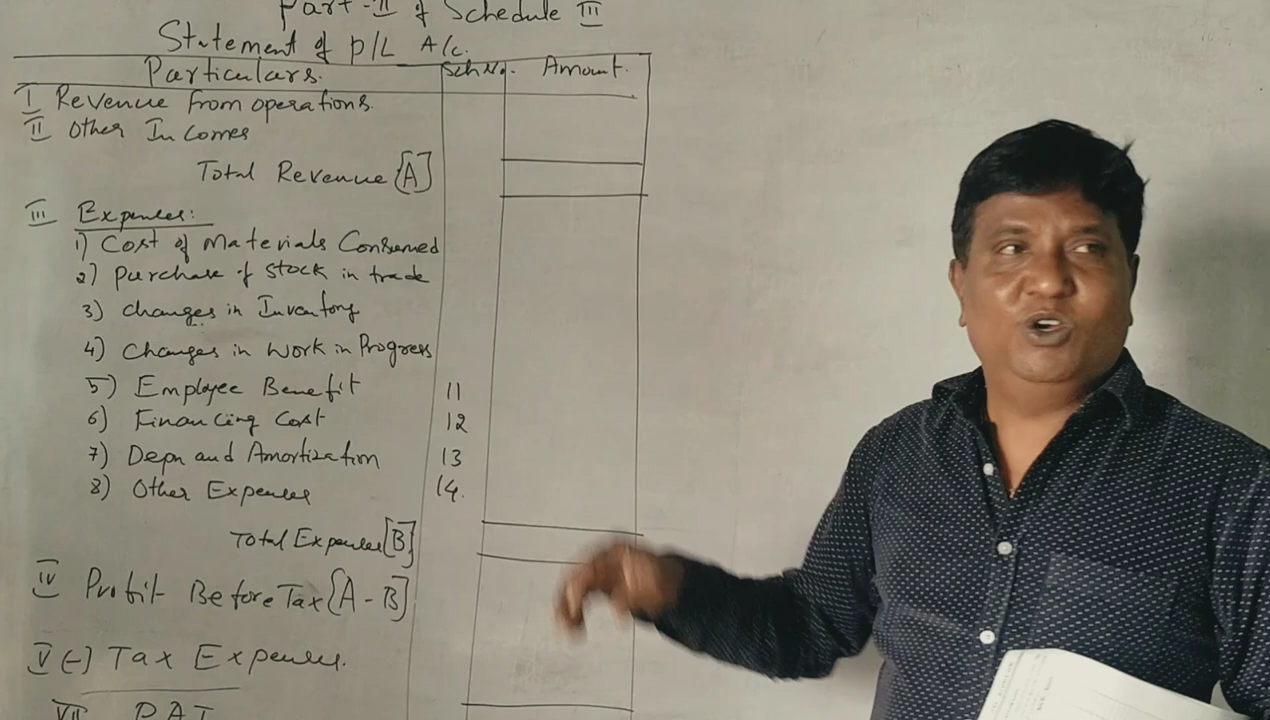 Part-II of Schedule III
Statement of P/L A/c.
Particulars. Sch No. Amount.
I Revenue from operations.
II Other Incomes
Total Revenue [A]
III Expenses:
1) Cost of Materials Consumed
2) Purchase of Stock in trade
3) Changes in Inventory
4) Changes in Work in Progress
5) Employee Benefit 11
6) Financing Cost 12
7) Depn and Amortization 13
8) Other Expenses 14.
Total Expenses [B]
IV Profit Before Tax [A-B]
V (-) Tax Expenses.
VII PAT